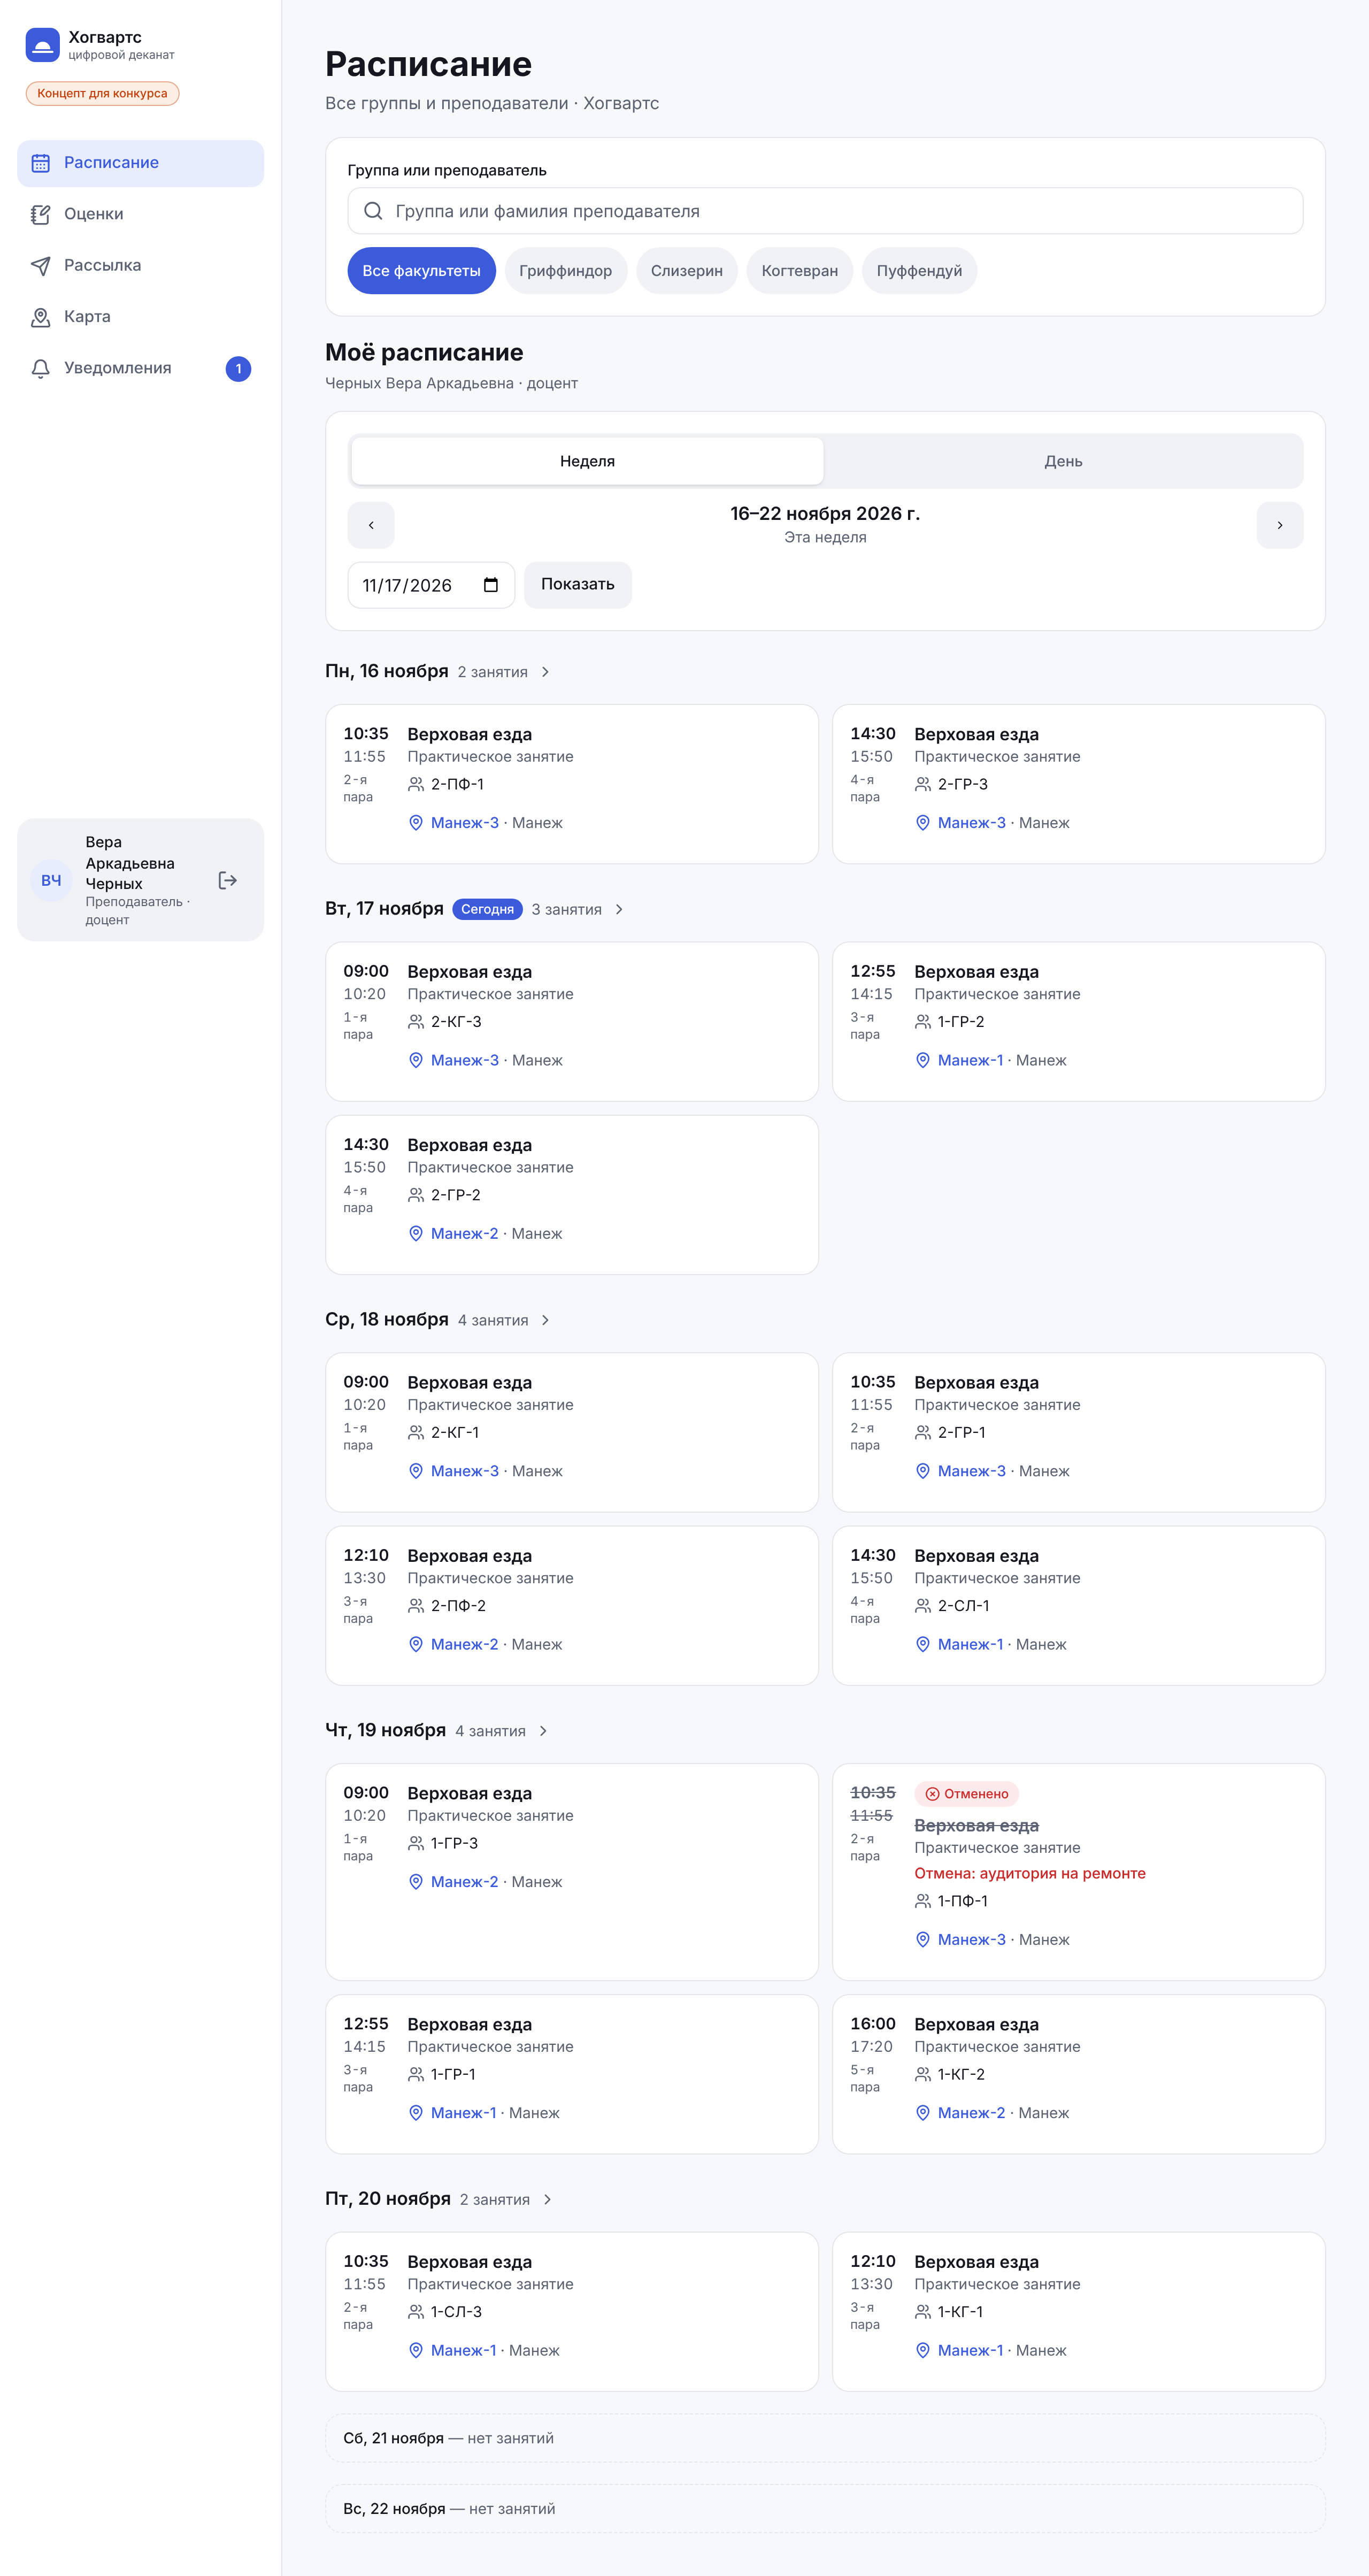 Хогвартс
цифровой деканат
Концепт для конкурса
Расписание
Оценки
Рассылка
Карта
Уведомления 1
ВЧ
Вера
Аркадьевна
Черных
Преподаватель ·
доцент
Расписание
Все группы и преподаватели · Хогвартс
Группа или преподаватель
Группа или фамилия преподавателя
Все факультеты Гриффиндор Слизерин Когтевран Пуффендуй
Моё расписание
Черных Вера Аркадьевна · доцент
Неделя День
16–22 ноября 2026 г.
Эта неделя
11/17/2026 Показать
Пн, 16 ноября 2 занятия
10:35 Верховая езда
11:55 Практическое занятие
2-я
пара
2-ПФ-1
Манеж-3 · Манеж
14:30 Верховая езда
15:50 Практическое занятие
4-я
пара
2-ГР-3
Манеж-3 · Манеж
Вт, 17 ноября Сегодня 3 занятия
09:00 Верховая езда
10:20 Практическое занятие
1-я
пара
2-КГ-3
Манеж-3 · Манеж
12:55 Верховая езда
14:15 Практическое занятие
3-я
пара
1-ГР-2
Манеж-1 · Манеж
14:30 Верховая езда
15:50 Практическое занятие
4-я
пара
2-ГР-2
Манеж-2 · Манеж
Ср, 18 ноября 4 занятия
09:00 Верховая езда
10:20 Практическое занятие
1-я
пара
2-КГ-1
Манеж-3 · Манеж
10:35 Верховая езда
11:55 Практическое занятие
2-я
пара
2-ГР-1
Манеж-3 · Манеж
12:10 Верховая езда
13:30 Практическое занятие
3-я
пара
2-ПФ-2
Манеж-2 · Манеж
14:30 Верховая езда
15:50 Практическое занятие
4-я
пара
2-СЛ-1
Манеж-1 · Манеж
Чт, 19 ноября 4 занятия
09:00 Верховая езда
10:20 Практическое занятие
1-я
пара
1-ГР-3
Манеж-2 · Манеж
10:35 Отменено
11:55 Верховая езда
2-я
пара
Практическое занятие
Отмена: аудитория на ремонте
1-ПФ-1
Манеж-3 · Манеж
12:55 Верховая езда
14:15 Практическое занятие
3-я
пара
1-ГР-1
Манеж-1 · Манеж
16:00 Верховая езда
17:20 Практическое занятие
5-я
пара
1-КГ-2
Манеж-2 · Манеж
Пт, 20 ноября 2 занятия
10:35 Верховая езда
11:55 Практическое занятие
2-я
пара
1-СЛ-3
Манеж-1 · Манеж
12:10 Верховая езда
13:30 Практическое занятие
3-я
пара
1-КГ-1
Манеж-1 · Манеж
Сб, 21 ноября — нет занятий
Вс, 22 ноября — нет занятий